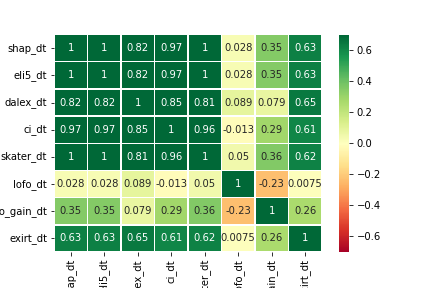 shap_dt 1 1 0.82 0.97 1 0.028 0.35 0.63
eli5_dt 1 1 0.82 0.97 1 0.028 0.35 0.63
dalex_dt 0.82 0.82 1 0.85 0.81 0.089 0.079 0.65
ci_dt 0.97 0.97 0.85 1 0.96 -0.013 0.29 0.61
skater_dt 1 1 0.81 0.96 1 0.05 0.36 0.62
lofo_dt 0.028 0.028 0.089 -0.013 0.05 1 -0.23 0.0075
o_gain_dt 0.35 0.35 0.079 0.29 0.36 -0.23 1 0.26
exirt_dt 0.63 0.63 0.65 0.61 0.62 0.0075 0.26 1
ap_dt
li5_dt
ex_dt
ci_dt
ter_dt
ofo_dt
ain_dt
irt_dt
0.6
0.4
0.2
0.0
−0.2
−0.4
−0.6